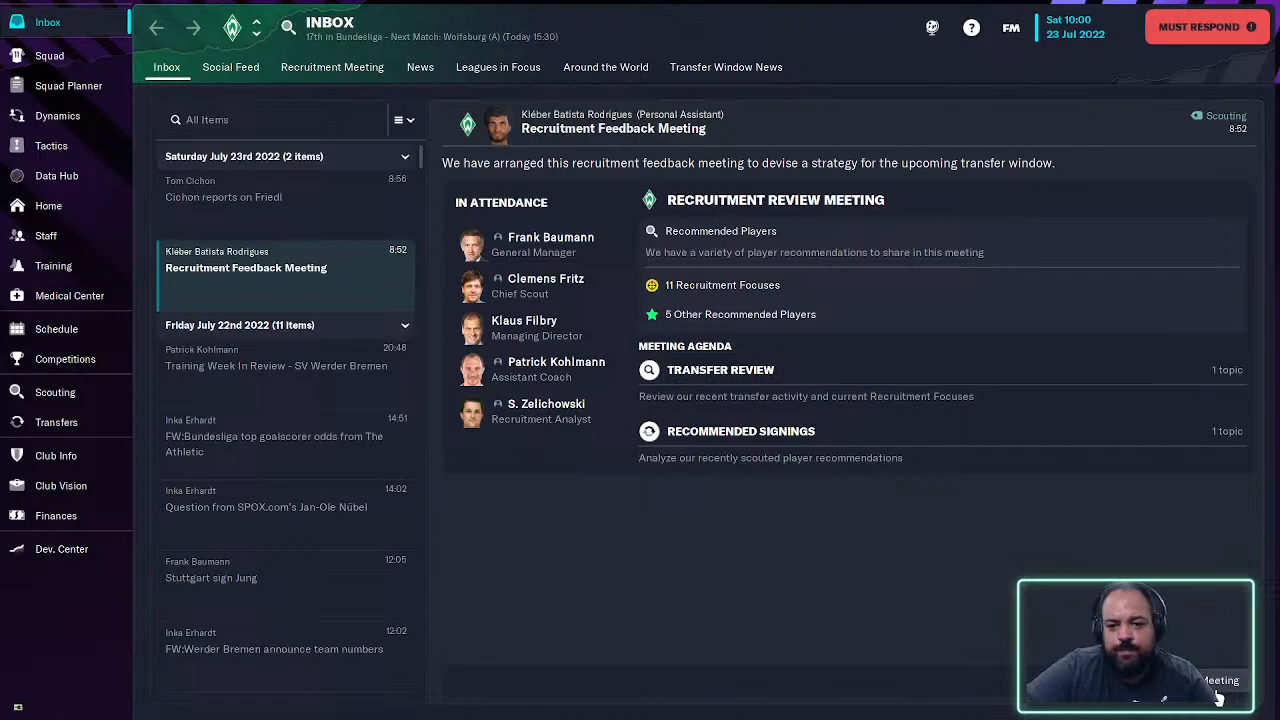 Inbox
Squad
Squad Planner
Dynamics
Tactics
Data Hub
Home
Staff
Training
Medical Center
Schedule
Competitions
Scouting
Transfers
Club Info
Club Vision
Finances
Dev. Center
INBOX
17th in Bundesliga - Next Match: Wolfsburg (A) (Today 15:30)
FM
Sat 10:00
23 Jul 2022
MUST RESPOND
Inbox
Social Feed
Recruitment Meeting
News
Leagues in Focus
Around the World
Transfer Window News
All Items
Saturday July 23rd 2022 (2 items)
Tom Cichon 8:56
Cichon reports on Friedl
Kléber Batista Rodrigues 8:52
Recruitment Feedback Meeting
Friday July 22nd 2022 (11 items)
Patrick Kohlmann 20:48
Training Week In Review - SV Werder Bremen
Inka Erhardt 14:51
FW:Bundesliga top goalscorer odds from The
Athletic
Inka Erhardt 14:02
Question from SPOX.com's Jan-Ole Nübel
Frank Baumann 12:05
Stuttgart sign Jung
Inka Erhardt 12:02
FW:Werder Bremen announce team numbers
Kléber Batista Rodrigues (Personal Assistant)
Recruitment Feedback Meeting
Scouting
8:52
We have arranged this recruitment feedback meeting to devise a strategy for the upcoming transfer window.
IN ATTENDANCE
Frank Baumann
General Manager
Clemens Fritz
Chief Scout
Klaus Filbry
Managing Director
Patrick Kohlmann
Assistant Coach
S. Zelichowski
Recruitment Analyst
RECRUITMENT REVIEW MEETING
Recommended Players
We have a variety of player recommendations to share in this meeting
11 Recruitment Focuses
5 Other Recommended Players
MEETING AGENDA
TRANSFER REVIEW 1 topic
Review our recent transfer activity and current Recruitment Focuses
RECOMMENDED SIGNINGS 1 topic
Analyze our recently scouted player recommendations
Meeting